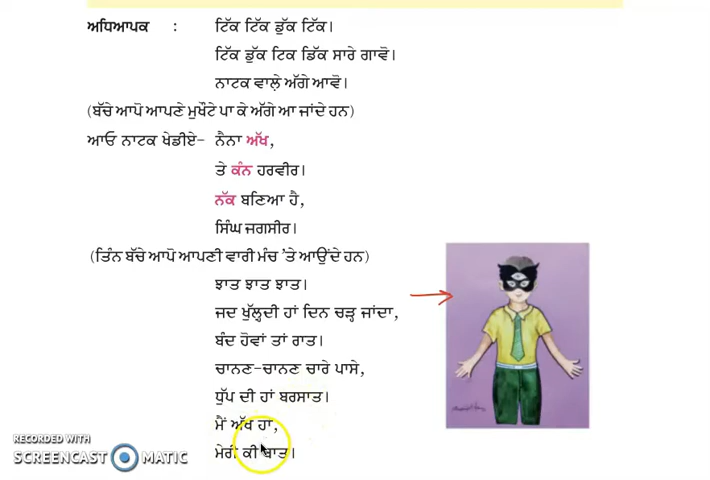 ਅਧਿਆਪਕ : ਟਿੱਕ ਟਿੱਕ ਡੁੱਕ ਟਿੱਕ।
ਟਿੱਕ ਡੁੱਕ ਟਿਕ ਡਿੱਕ ਸਾਰੇ ਗਾਵੋ।
ਨਾਟਕ ਵਾਲ਼ੇ ਅੱਗੇ ਆਵੋ।
(ਬੱਚੇ ਆਪੋ ਆਪਣੇ ਮੁਖੌਟੇ ਪਾ ਕੇ ਅੱਗੇ ਆ ਜਾਂਦੇ ਹਨ)
ਆਓ ਨਾਟਕ ਖੇਡੀਏ- ਨੈਨਾ ਅੱਖ,
ਤੇ ਕੰਨ ਹਰਵੀਰ।
ਨੱਕ ਬਣਿਆ ਹੈ,
ਸਿੰਘ ਜਗਸੀਰ।
(ਤਿੰਨ ਬੱਚੇ ਆਪੋ ਆਪਣੀ ਵਾਰੀ ਮੰਚ 'ਤੇ ਆਉਂਦੇ ਹਨ)
ਝਾਤ ਝਾਤ ਝਾਤ।
ਜਦ ਖੁੱਲ੍ਹਦੀ ਹਾਂ ਦਿਨ ਚੜ੍ਹ ਜਾਂਦਾ,
ਬੰਦ ਹੋਵਾਂ ਤਾਂ ਰਾਤ।
ਚਾਨਣ-ਚਾਨਣ ਚਾਰੇ ਪਾਸੇ,
ਧੁੱਪ ਦੀ ਹਾਂ ਬਰਸਾਤ।
ਮੈਂ ਅੱਖ ਹਾਂ,
ਮੇਰੀ ਕੀ ਬਾਤ।
RECORDED WITH
SCREENCAST MATIC